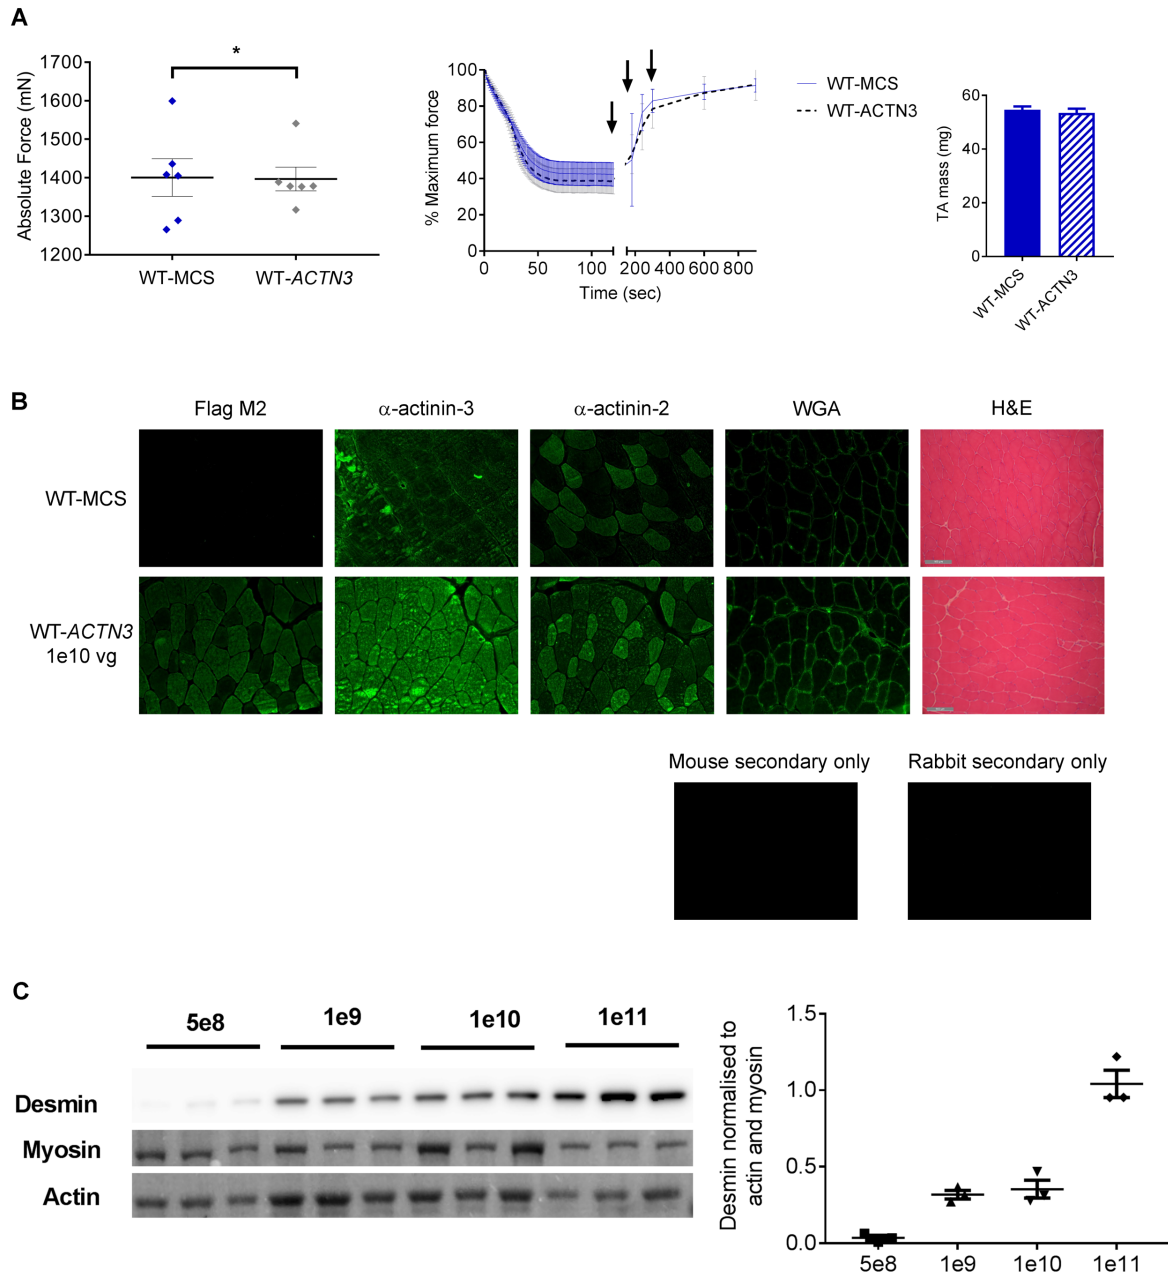 A
Absolute Force (mN)
1700
1600
1500
1400
1300
1200
*
WT-MCS
WT-ACTN3
% Maximum force
100
80
60
40
20
0
0 50 100 200 400 600 800
Time (sec)
WT-MCS
WT-ACTN3
TA mass (mg)
60
40
20
0
WT-MCS
WT-ACTN3
B
Flag M2 α-actinin-3 α-actinin-2 WGA H&E
WT-MCS
WT-ACTN3
1e10 vg
Mouse secondary only Rabbit secondary only
C
5e8 1e9 1e10 1e11
Desmin
Myosin
Actin
Desmin normalised to
actin and myosin
1.5
1.0
0.5
0.0
5e8 1e9 1e10 1e11